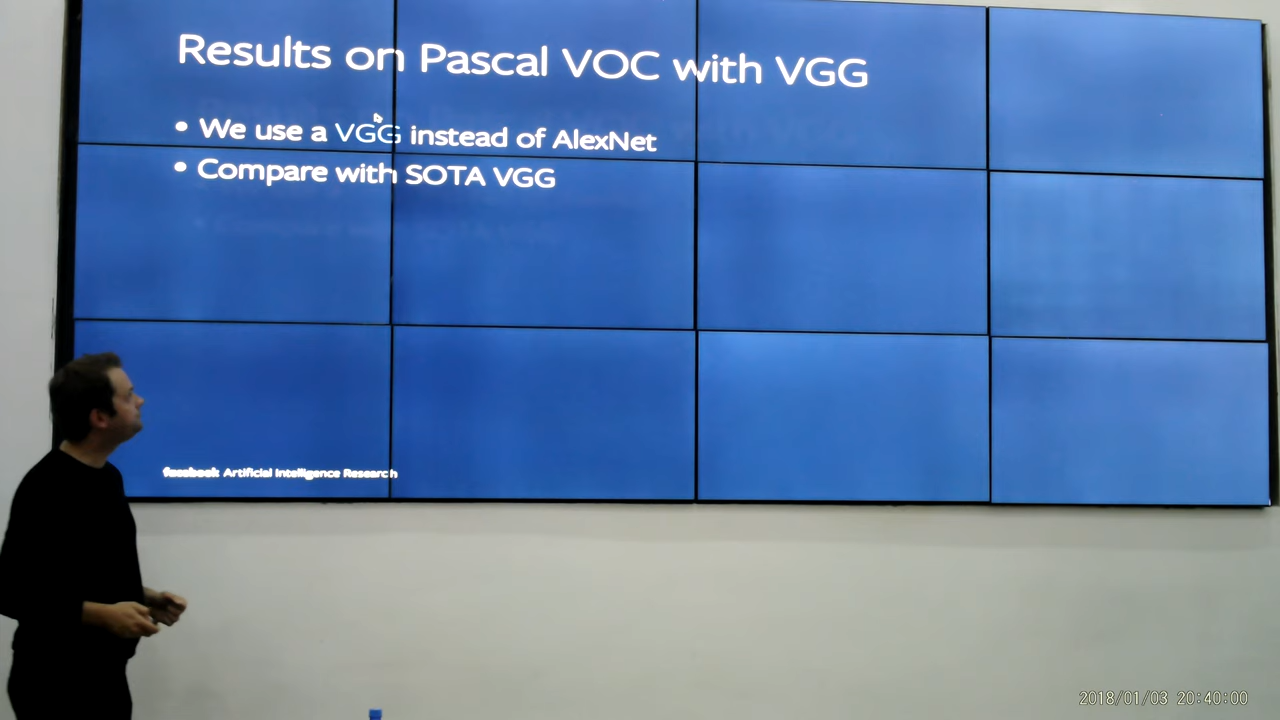 Results on Pascal VOC with VGG
• We use a VGG instead of AlexNet
• Compare with SOTA VGG
facebook Artificial Intelligence Research
2018/01/03 20:40:00